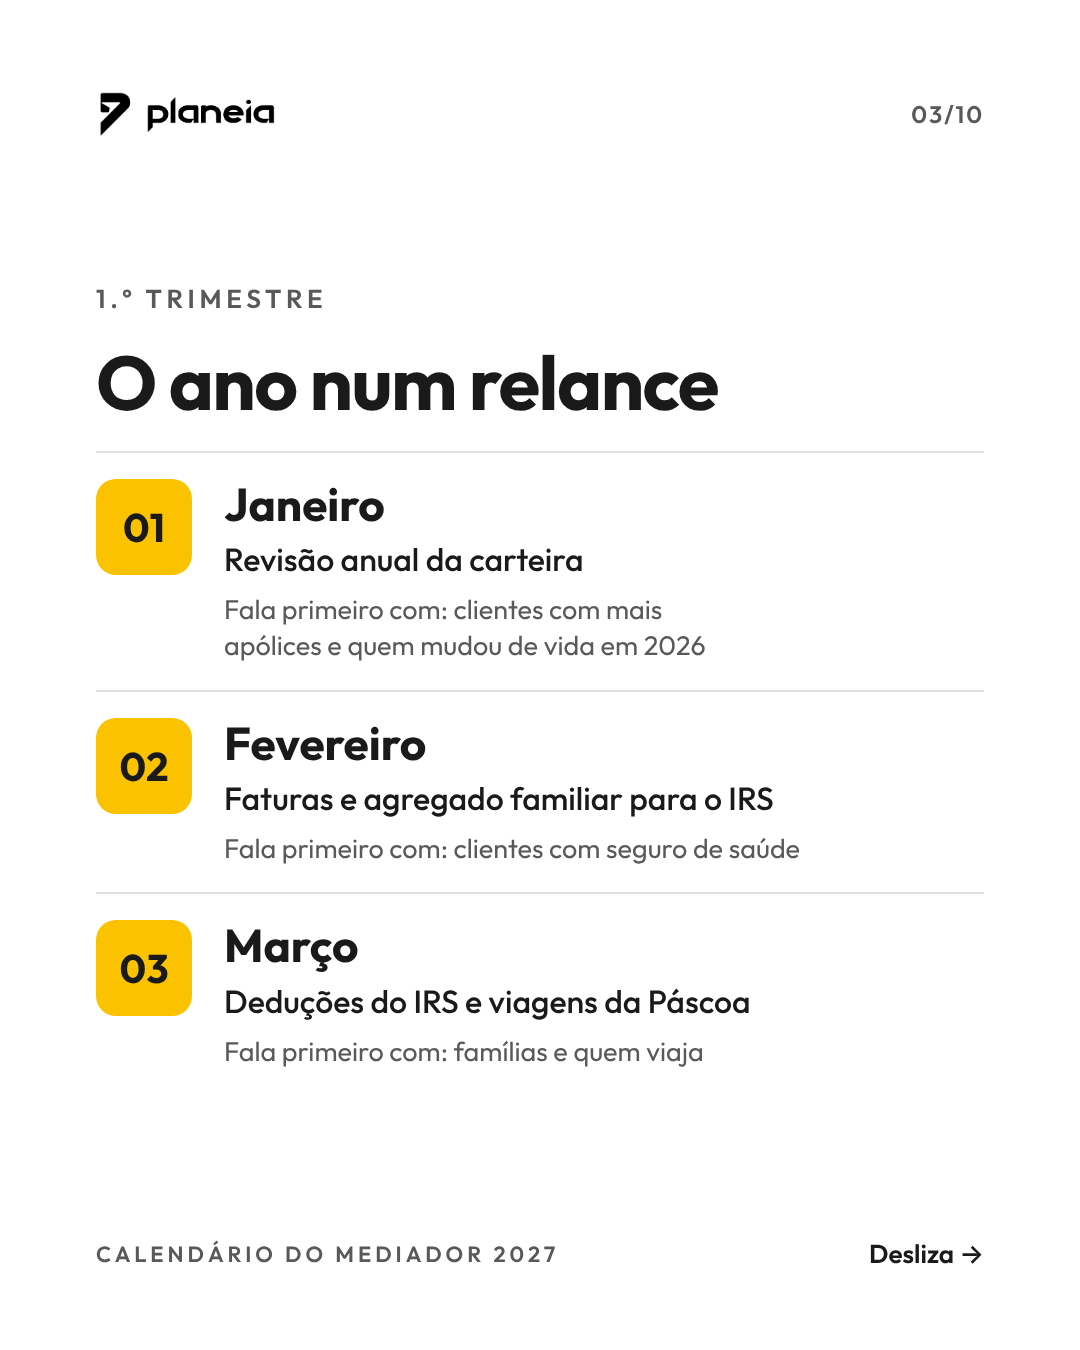 planeia
03/10
1.º TRIMESTRE
O ano num relance
01
Janeiro
Revisão anual da carteira
Fala primeiro com: clientes com mais
apólices e quem mudou de vida em 2026
02
Fevereiro
Faturas e agregado familiar para o IRS
Fala primeiro com: clientes com seguro de saúde
03
Março
Deduções do IRS e viagens da Páscoa
Fala primeiro com: famílias e quem viaja
CALENDÁRIO DO MEDIADOR 2027
Desliza →